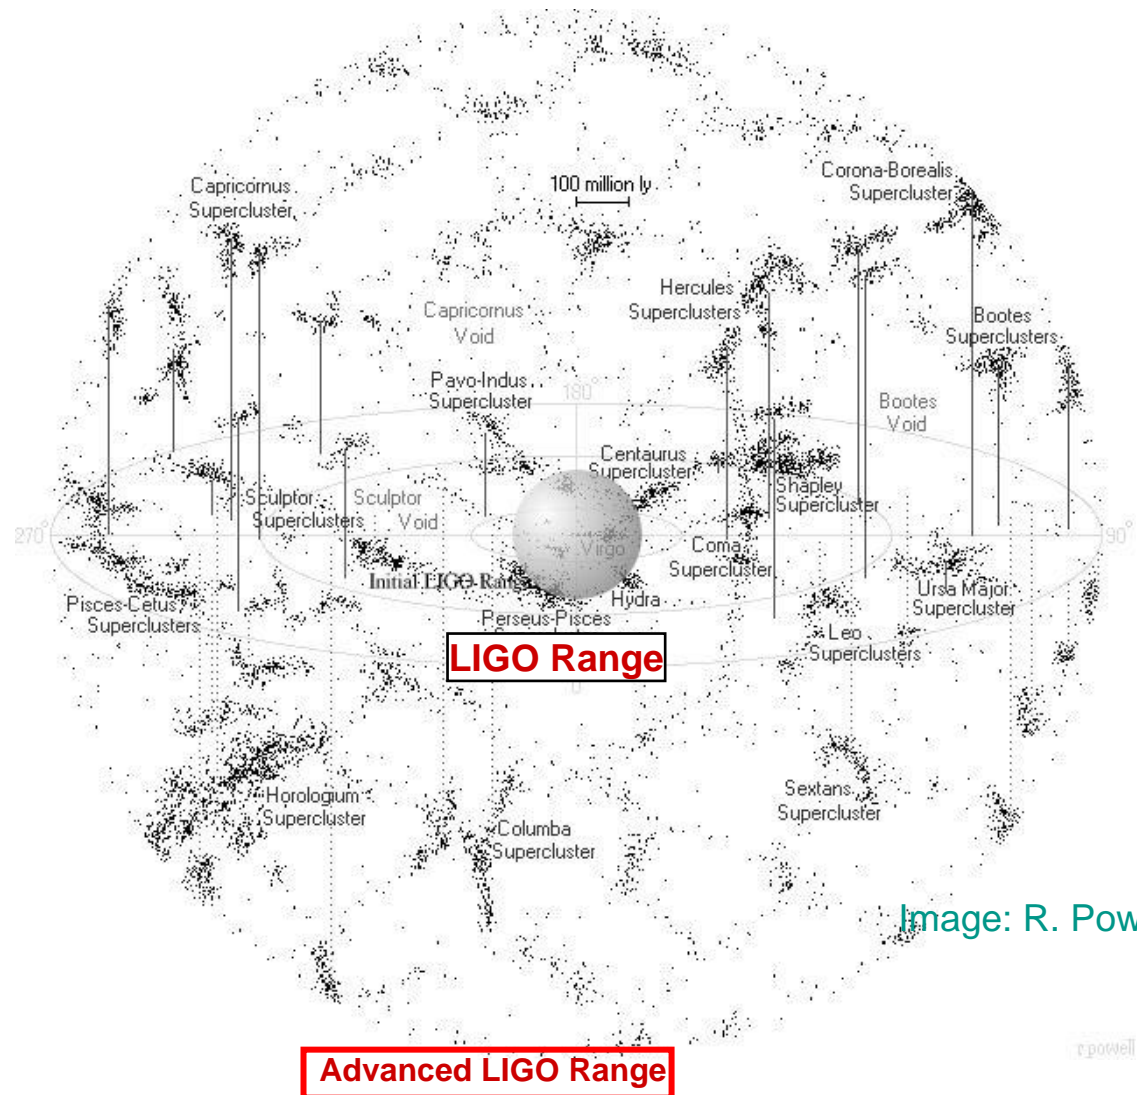 Capricornus
Supercluster
100 million ly
Corona-Borealis
Supercluster
Hercules
Superclusters
Capricornus
Void
Bootes
Superclusters
Pavo-Indus
Supercluster
180°
Bootes
Void
Centaurus
Supercluster
Sculptor
Superclusters
Sculptor
Void
Shapley
Supercluster
270°
90°
Virgo
Coma
Supercluster
Initial LIGO Range
Hydra
Ursa Major
Supercluster
Pisces-Cetus
Superclusters
Perseus-Pisces
Leo
Superclusters
LIGO Range
0
Horologium
Supercluster
Sextans
Supercluster
Columba
Supercluster
Image: R. Pow
r powell
Advanced LIGO Range